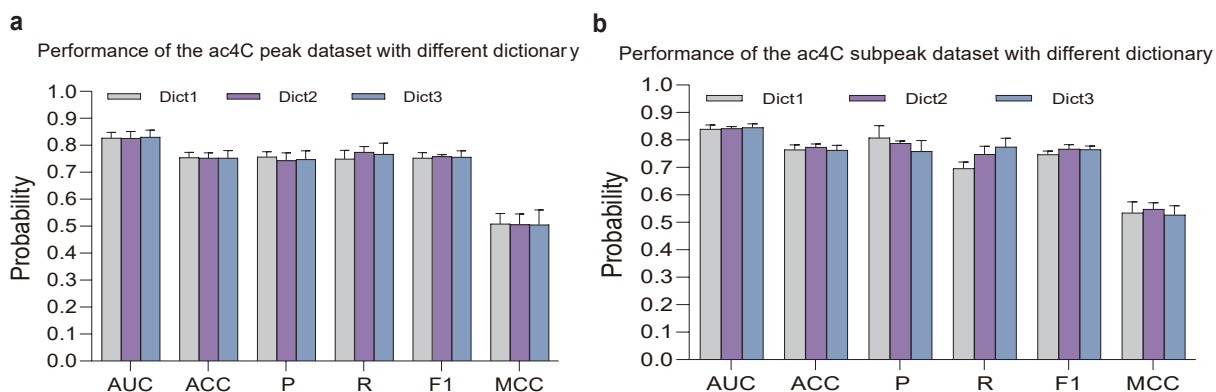 a
Performance of the ac4C peak dataset with different dictionary
Dict1 Dict2 Dict3
Probability
1.0
0.9
0.8
0.7
0.6
0.5
0.4
0.3
0.2
0.1
0.0
AUC ACC P R F1 MCC
b
Performance of the ac4C subpeak dataset with different dictionary
Dict1 Dict2 Dict3
Probability
1.0
0.9
0.8
0.7
0.6
0.5
0.4
0.3
0.2
0.1
0.0
AUC ACC P R F1 MCC